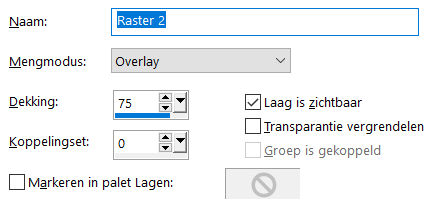 Naam: Raster 2
Mengmodus: Overlay
Dekking: 75
Laag is zichtbaar
Transparantie vergrendelen
Koppelingset: 0
Groep is gekoppeld
Markeren in palet Lagen: